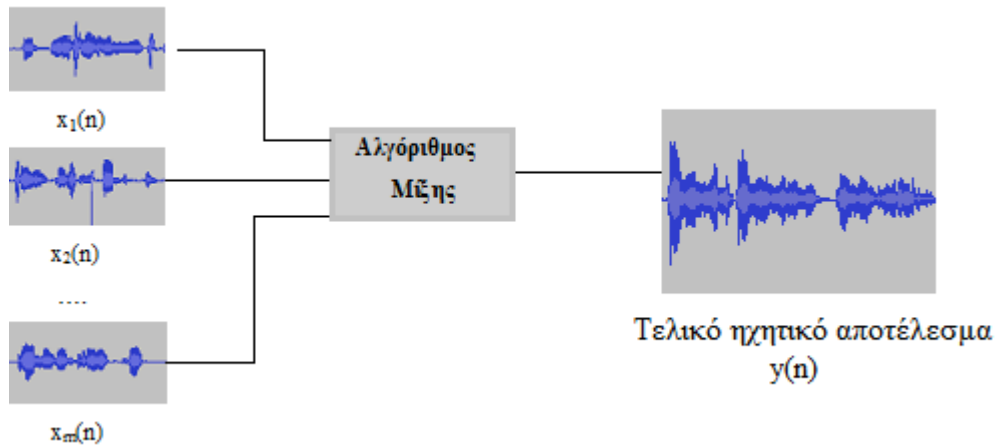 x₁(n)
x₂(n)
....
xₘ(n)
Αλγόριθμος
Μίξης
Τελικό ηχητικό αποτέλεσμα
y(n)